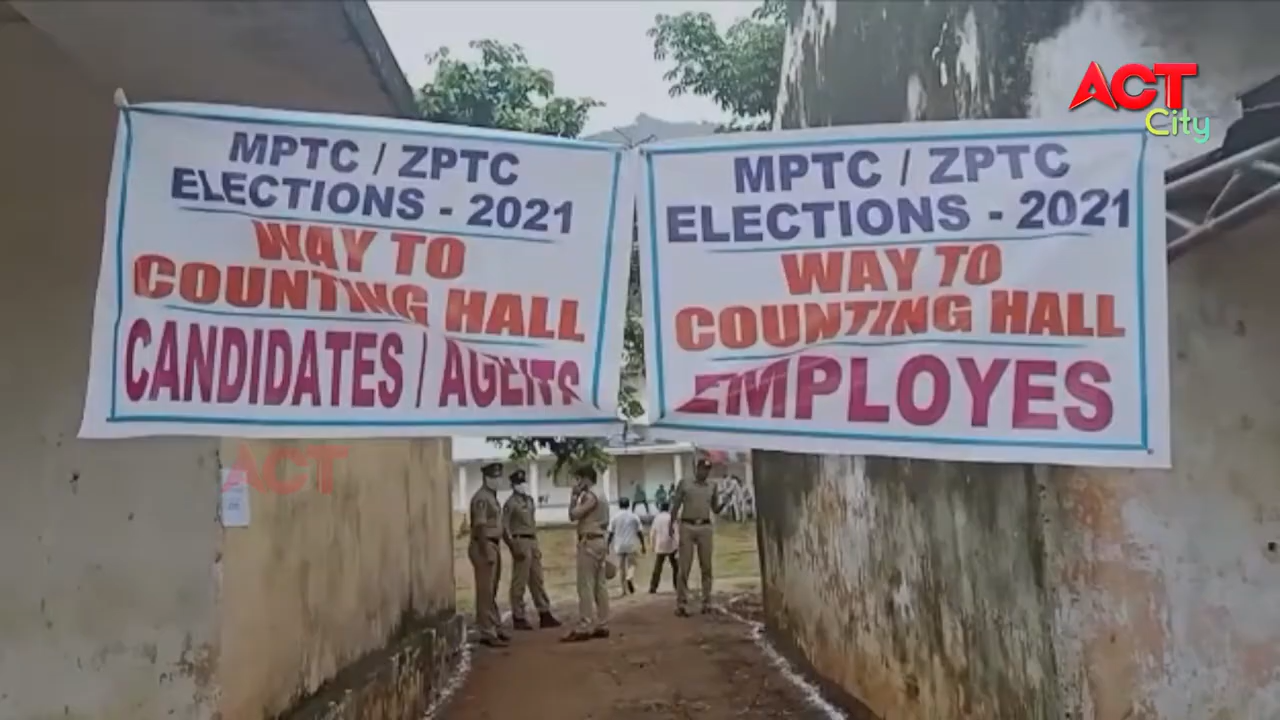 MPTC / ZPTC
ELECTIONS - 2021
WAY TO
COUNTING HALL
CANDIDATES / AGENTS
MPTC / ZPTC
ELECTIONS - 2021
WAY TO
COUNTING HALL
EMPLOYES
ACT
City
ACT